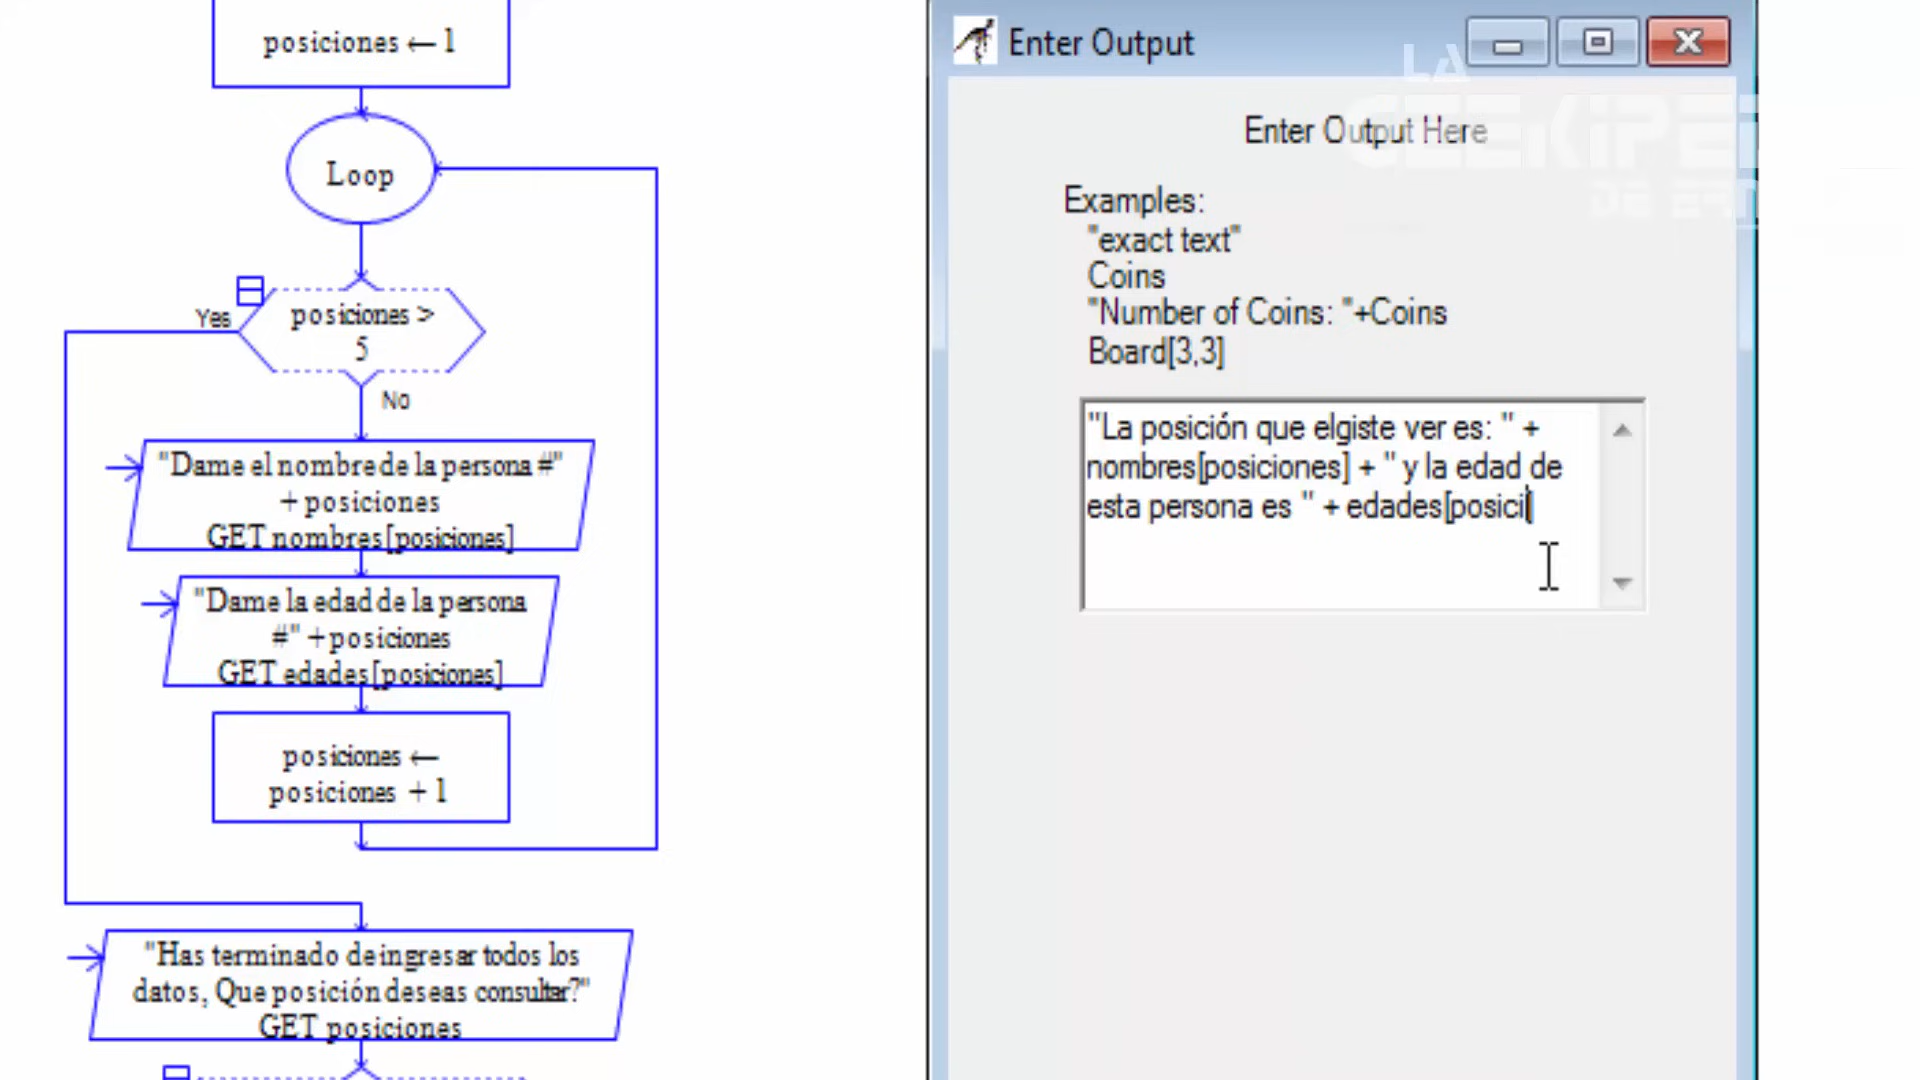 posiciones ← 1
Loop
Yes
posiciones >
5
No
"Dame el nombre de la persona #"
+ posiciones
GET nombres[posiciones]
"Dame la edad de la persona
#" + posiciones
GET edades[posiciones]
posiciones ←
posiciones + 1
"Has terminado de ingresar todos los
datos, Que posición deseas consultar?"
GET posiciones
Enter Output
Enter Output Here
Examples:
"exact text"
Coins
"Number of Coins: "+Coins
Board[3,3]
"La posición que elgiste ver es: " +
nombres[posiciones] + " y la edad de
esta persona es " + edades[posici
LA